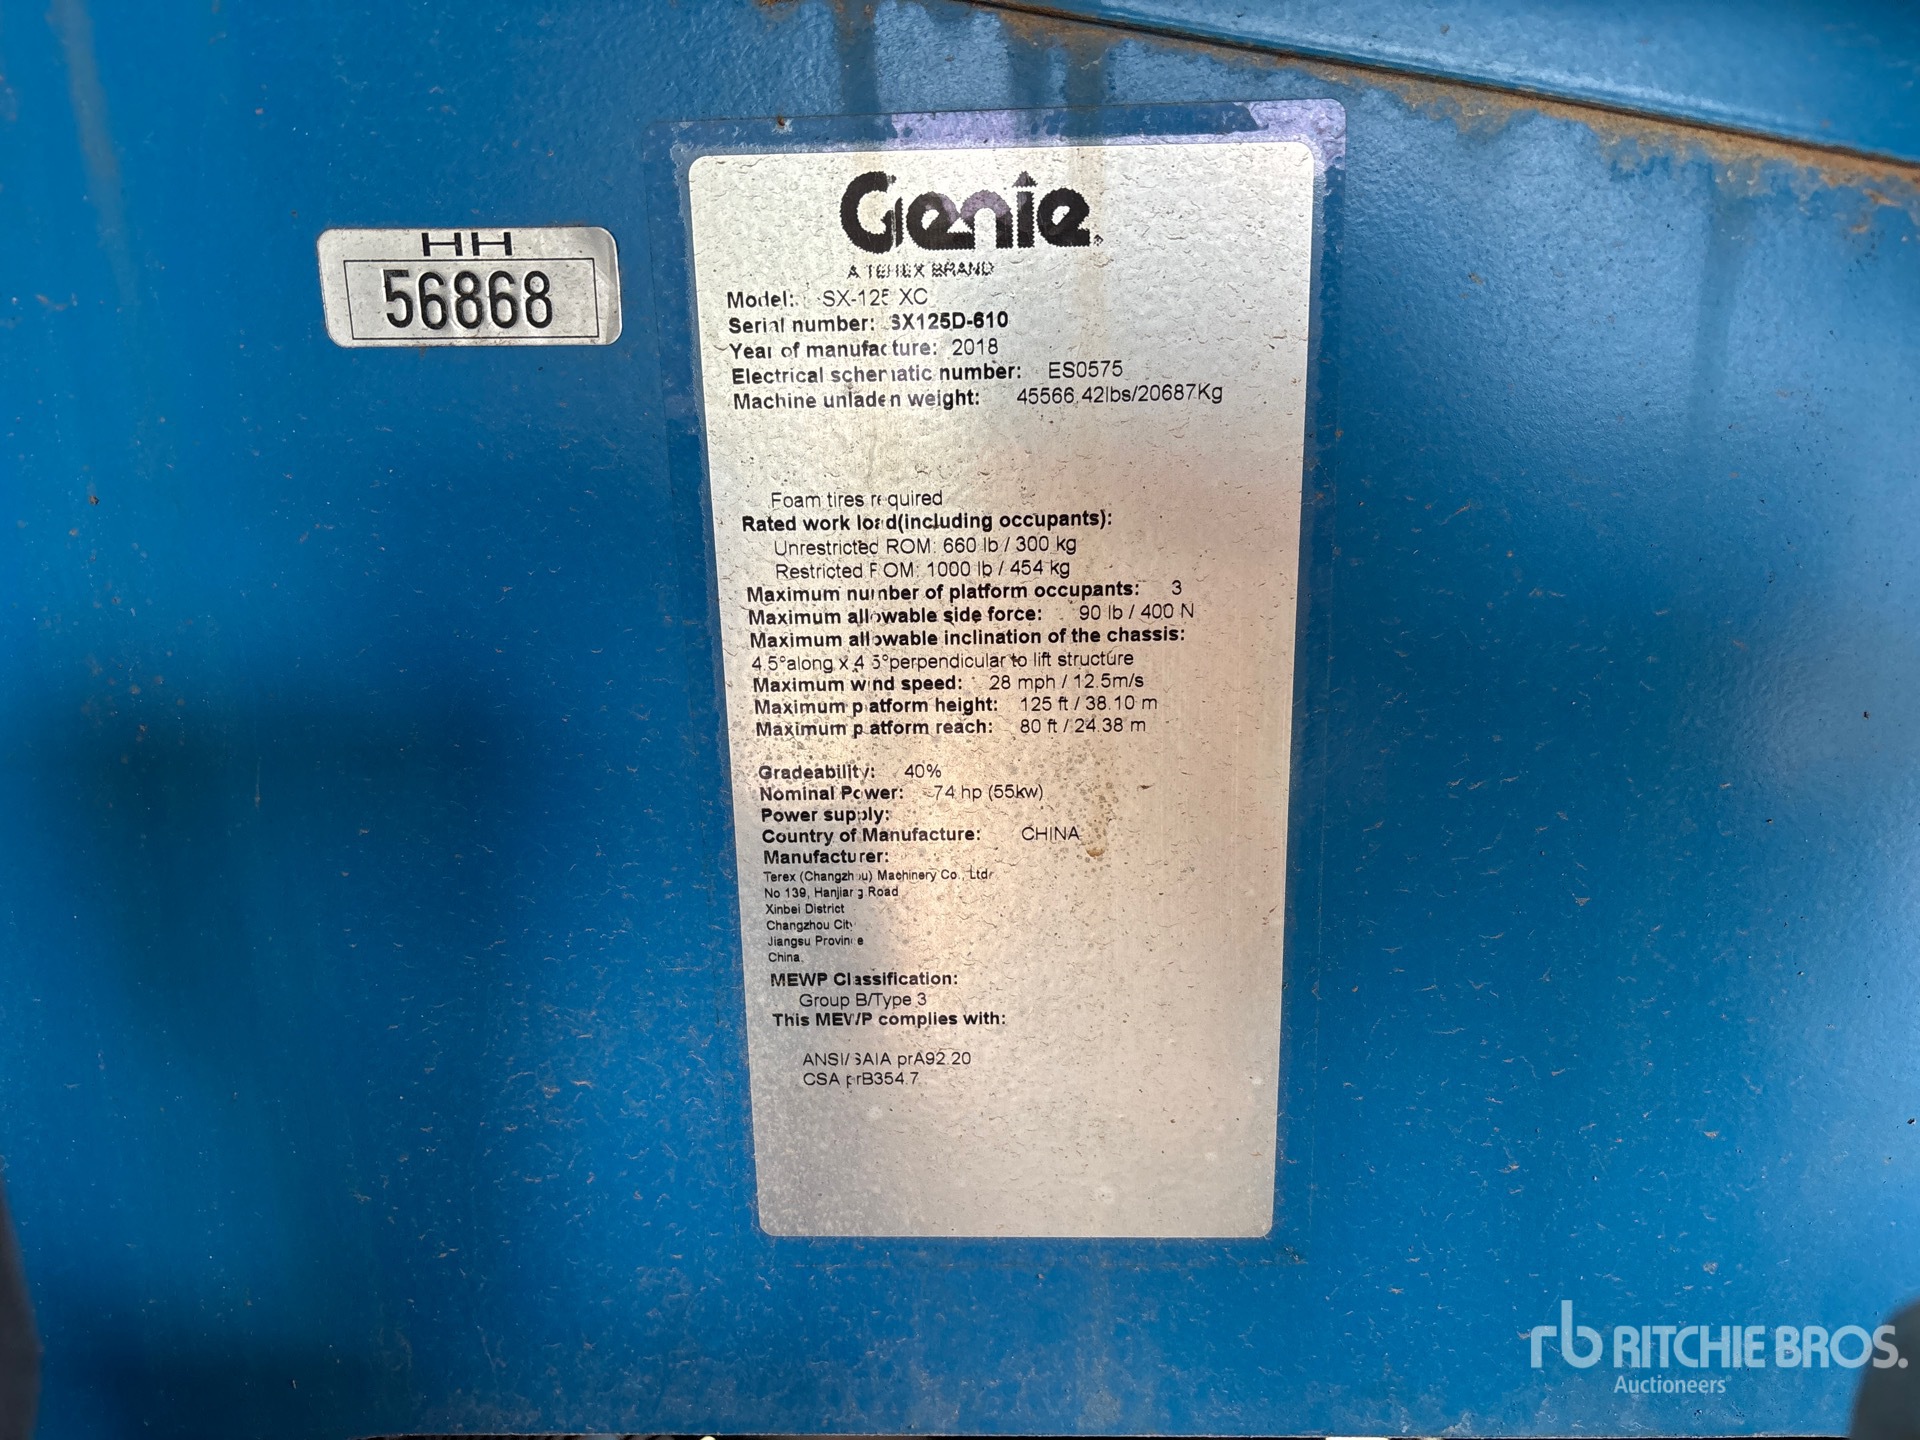 HH
56868
Genie
A TEREX BRAND
Model: SX-125 XC
Serial number: SX125D-610
Year of manufacture: 2018
Electrical schematic number: ES0575
Machine unladen weight: 45566.42lbs/20687Kg
Foam tires required
Rated work load(including occupants):
Unrestricted ROM: 660 lb / 300 kg
Restricted ROM: 1000 lb / 454 kg
Maximum number of platform occupants: 3
Maximum allowable side force: 90 lb / 400 N
Maximum allowable inclination of the chassis:
4.5°along x 4.5°perpendicular to lift structure
Maximum wind speed: 28 mph / 12.5m/s
Maximum platform height: 125 ft / 38.10 m
Maximum platform reach: 80 ft / 24.38 m
Gradeability: 40%
Nominal Power: 74 hp (55kw)
Power supply:
Country of Manufacture: CHINA
Manufacturer:
Terex (Changzhou) Machinery Co., Ltd.
No 139, Hanjiang Road
Xinbei District
Changzhou City
Jiangsu Province
China.
MEWP Classification:
Group B/Type 3
This MEWP complies with:
ANSI/SAIA prA92.20
CSA prB354.7
rb RITCHIE BROS.
Auctioneers